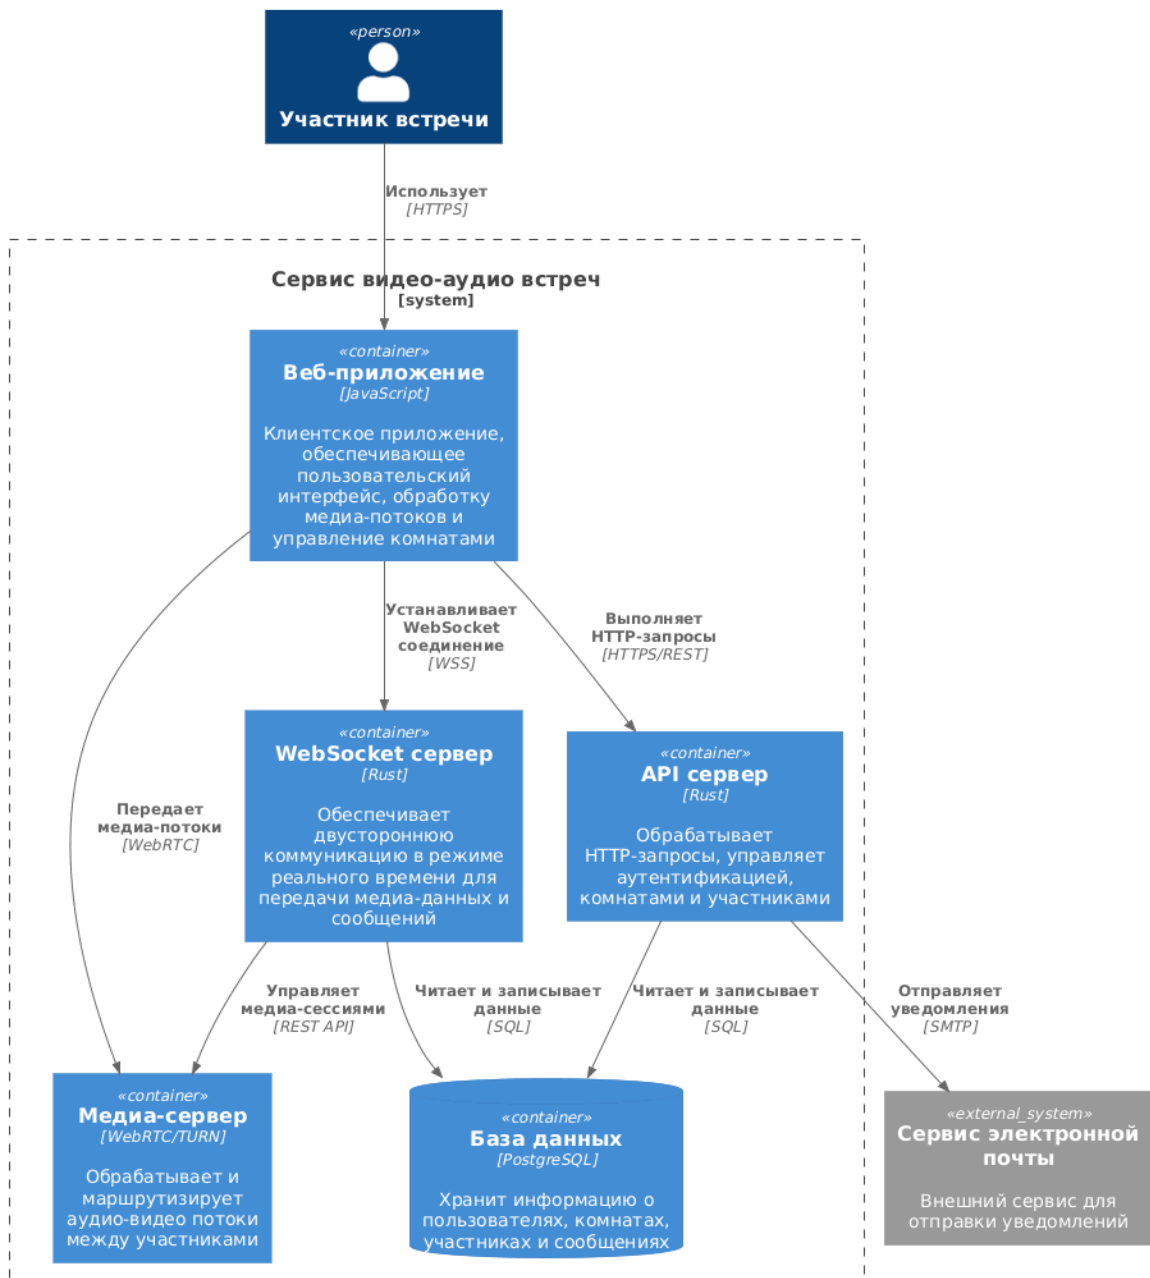 «person»
Участник встречи
Использует
[HTTPS]
Сервис видео-аудио встреч
[system]
«container»
Веб-приложение
[JavaScript]
Клиентское приложение,
обеспечивающее
пользовательский
интерфейс, обработку
медиа-потоков и
управление комнатами
Устанавливает
WebSocket
соединение
[WSS]
Выполняет
HTTP-запросы
[HTTPS/REST]
«container»
WebSocket сервер
[Rust]
Обеспечивает
двустороннюю
коммуникацию в режиме
реального времени для
передачи медиа-данных и
сообщений
«container»
API сервер
[Rust]
Обрабатывает
HTTP-запросы, управляет
аутентификацией,
комнатами и участниками
Передает
медиа-потоки
[WebRTC]
Управляет
медиа-сессиями
[REST API]
Читает и записывает
данные
[SQL]
Читает и записывает
данные
[SQL]
Отправляет
уведомления
[SMTP]
«container»
Медиа-сервер
[WebRTC/TURN]
Обрабатывает и
маршрутизирует
аудио-видео потоки
между участниками
«container»
База данных
[PostgreSQL]
Хранит информацию о
пользователях, комнатах,
участниках и сообщениях
«external_system»
Сервис электронной
почты
Внешний сервис для
отправки уведомлений